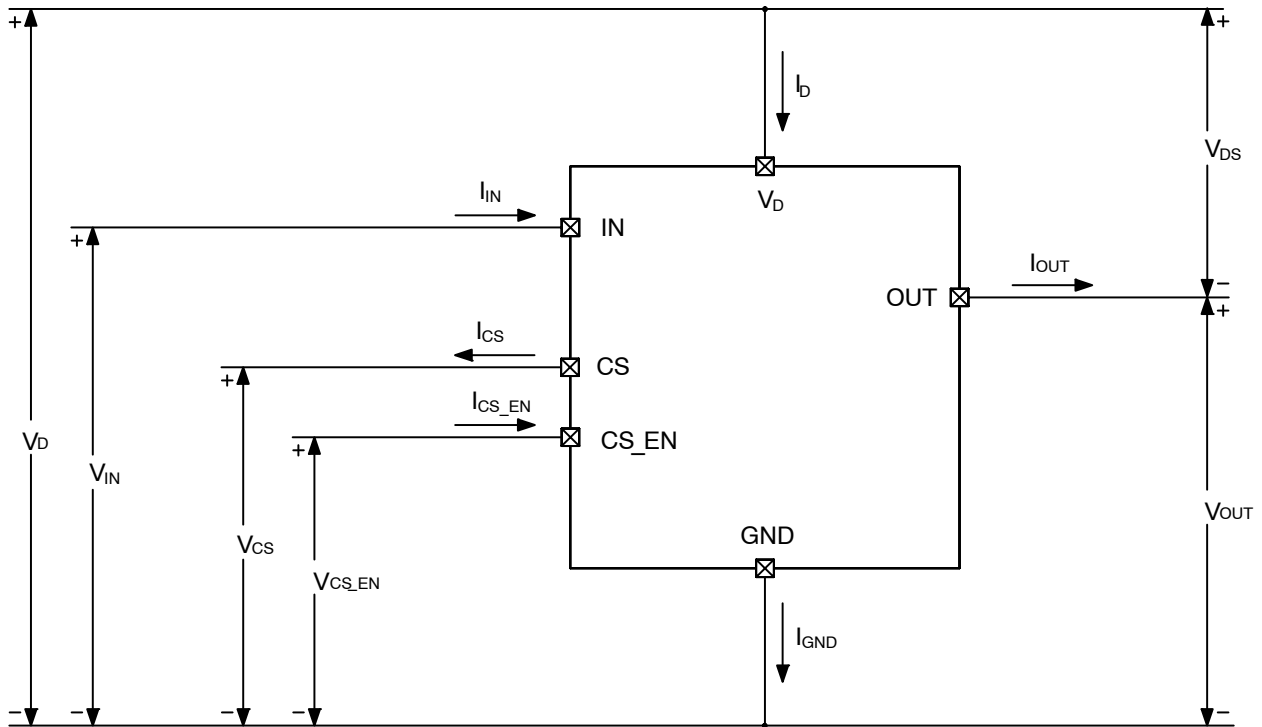 +
+
I_D
V_DS
I_IN
V_D
+
IN
I_OUT
OUT
−
+
I_CS
+
CS
I_CS_EN
+
CS_EN
V_D
V_IN
V_OUT
GND
V_CS
V_CS_EN
I_GND
−
−
−
−
−